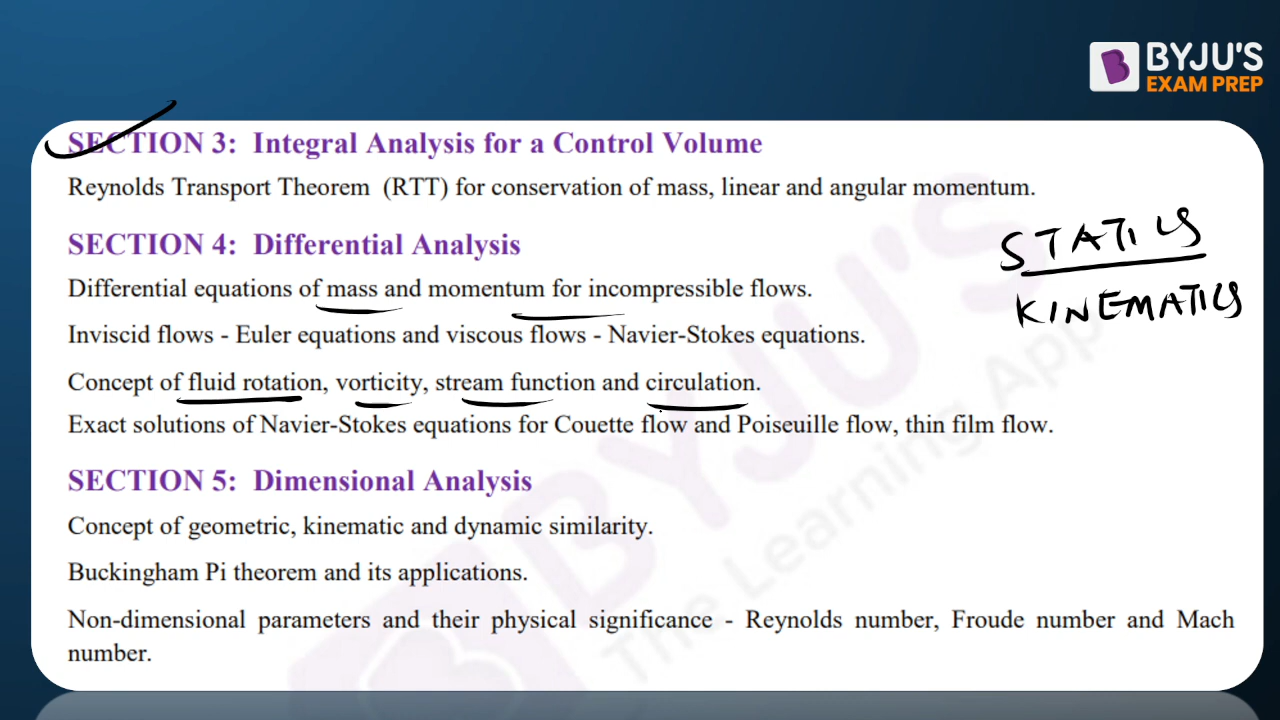 BYJU'S
EXAM PREP
SECTION 3: Integral Analysis for a Control Volume
Reynolds Transport Theorem (RTT) for conservation of mass, linear and angular momentum.
STATICS
SECTION 4: Differential Analysis
Differential equations of mass and momentum for incompressible flows.
KINEMATICS
Inviscid flows - Euler equations and viscous flows - Navier-Stokes equations.
Concept of fluid rotation, vorticity, stream function and circulation.
Exact solutions of Navier-Stokes equations for Couette flow and Poiseuille flow, thin film flow.
SECTION 5: Dimensional Analysis
Concept of geometric, kinematic and dynamic similarity.
Buckingham Pi theorem and its applications.
Non-dimensional parameters and their physical significance - Reynolds number, Froude number and Mach
number.
BYJU'S
The Learning App